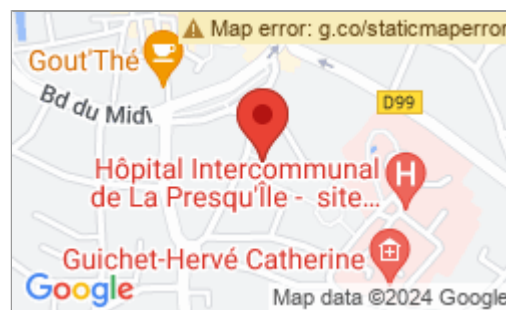 Map error: g.co/staticmaperror
Gout'Thé
Bd du Midi
D99
Hôpital Intercommunal
de La Presqu'Île - site...
H
Guichet-Hervé Catherine
Google
Map data ©2024 Google